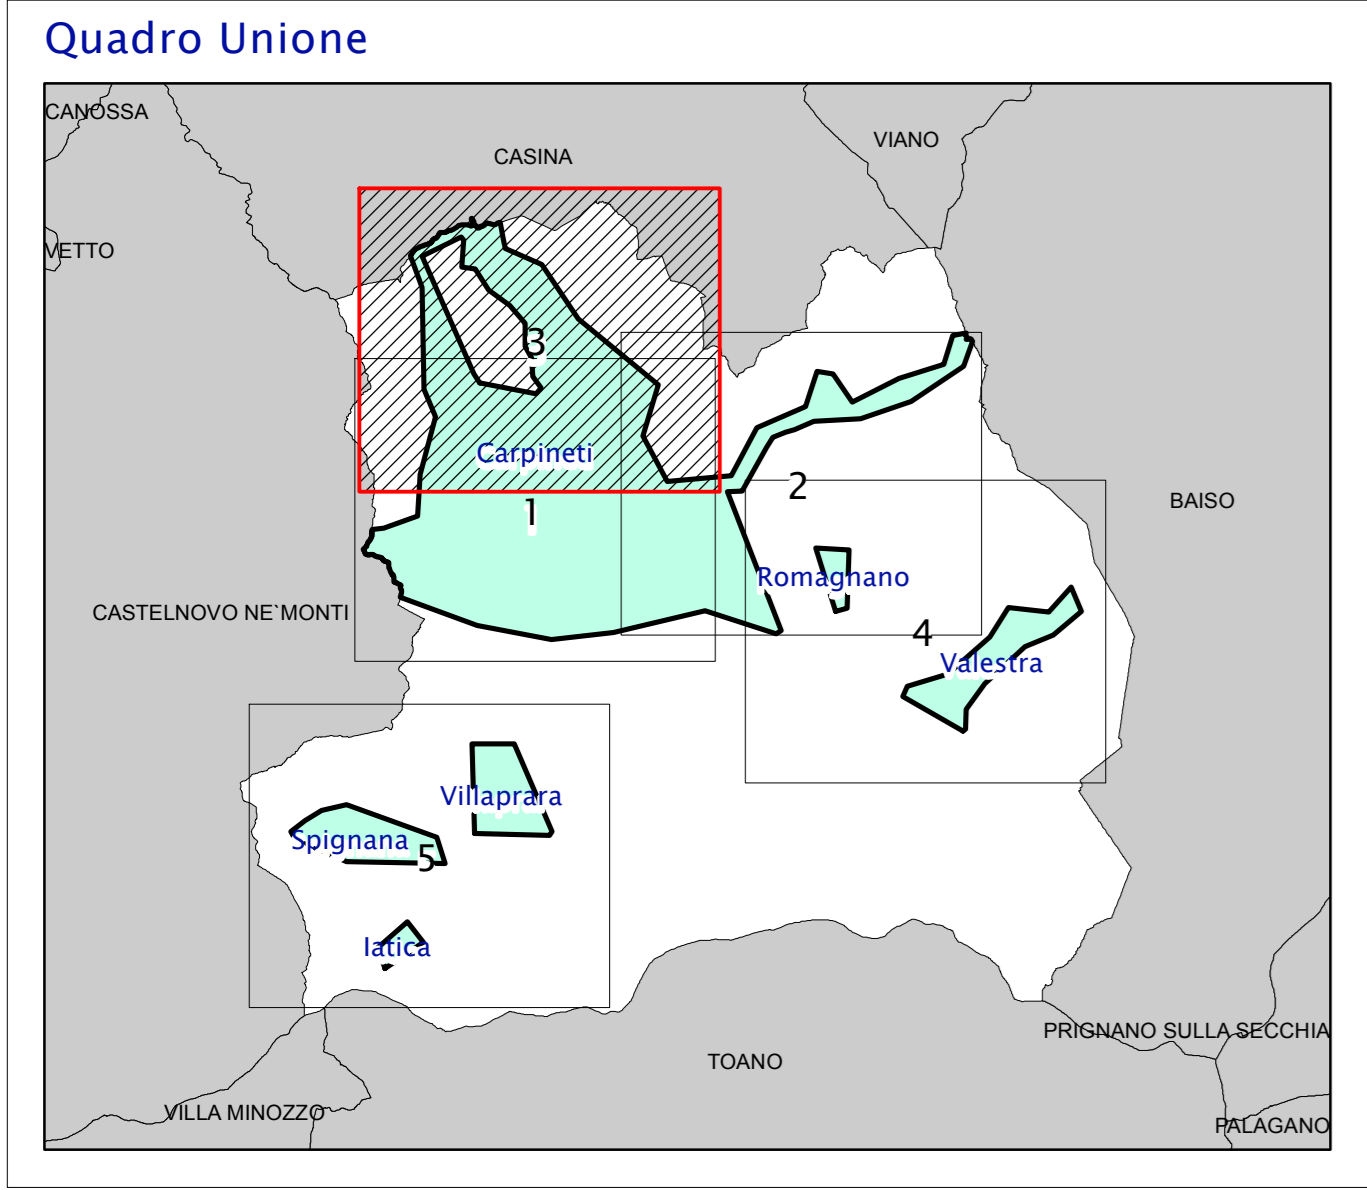 Quadro Unione
CANOSSA
VIANO
CASINA
VETTO
3
Carpineti
2
BAISO
1
Romagnano
CASTELNOVO NE`MONTI
4
Valestra
Villaprara
Spignana
5
Iatica
PRIGNANO SULLA SECCHIA
TOANO
VILLA MINOZZO
PALAGANO